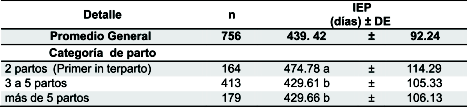 Detalle n IEP (días) ± DE
Promedio General 756 439. 42 ± 92.24
Categoría de parto
2 partos (Primer in terparto) 164 474.78 a ± 114.29
3 a 5 partos 413 429.61 b ± 105.33
más de 5 partos 179 429.66 b ± 106.13